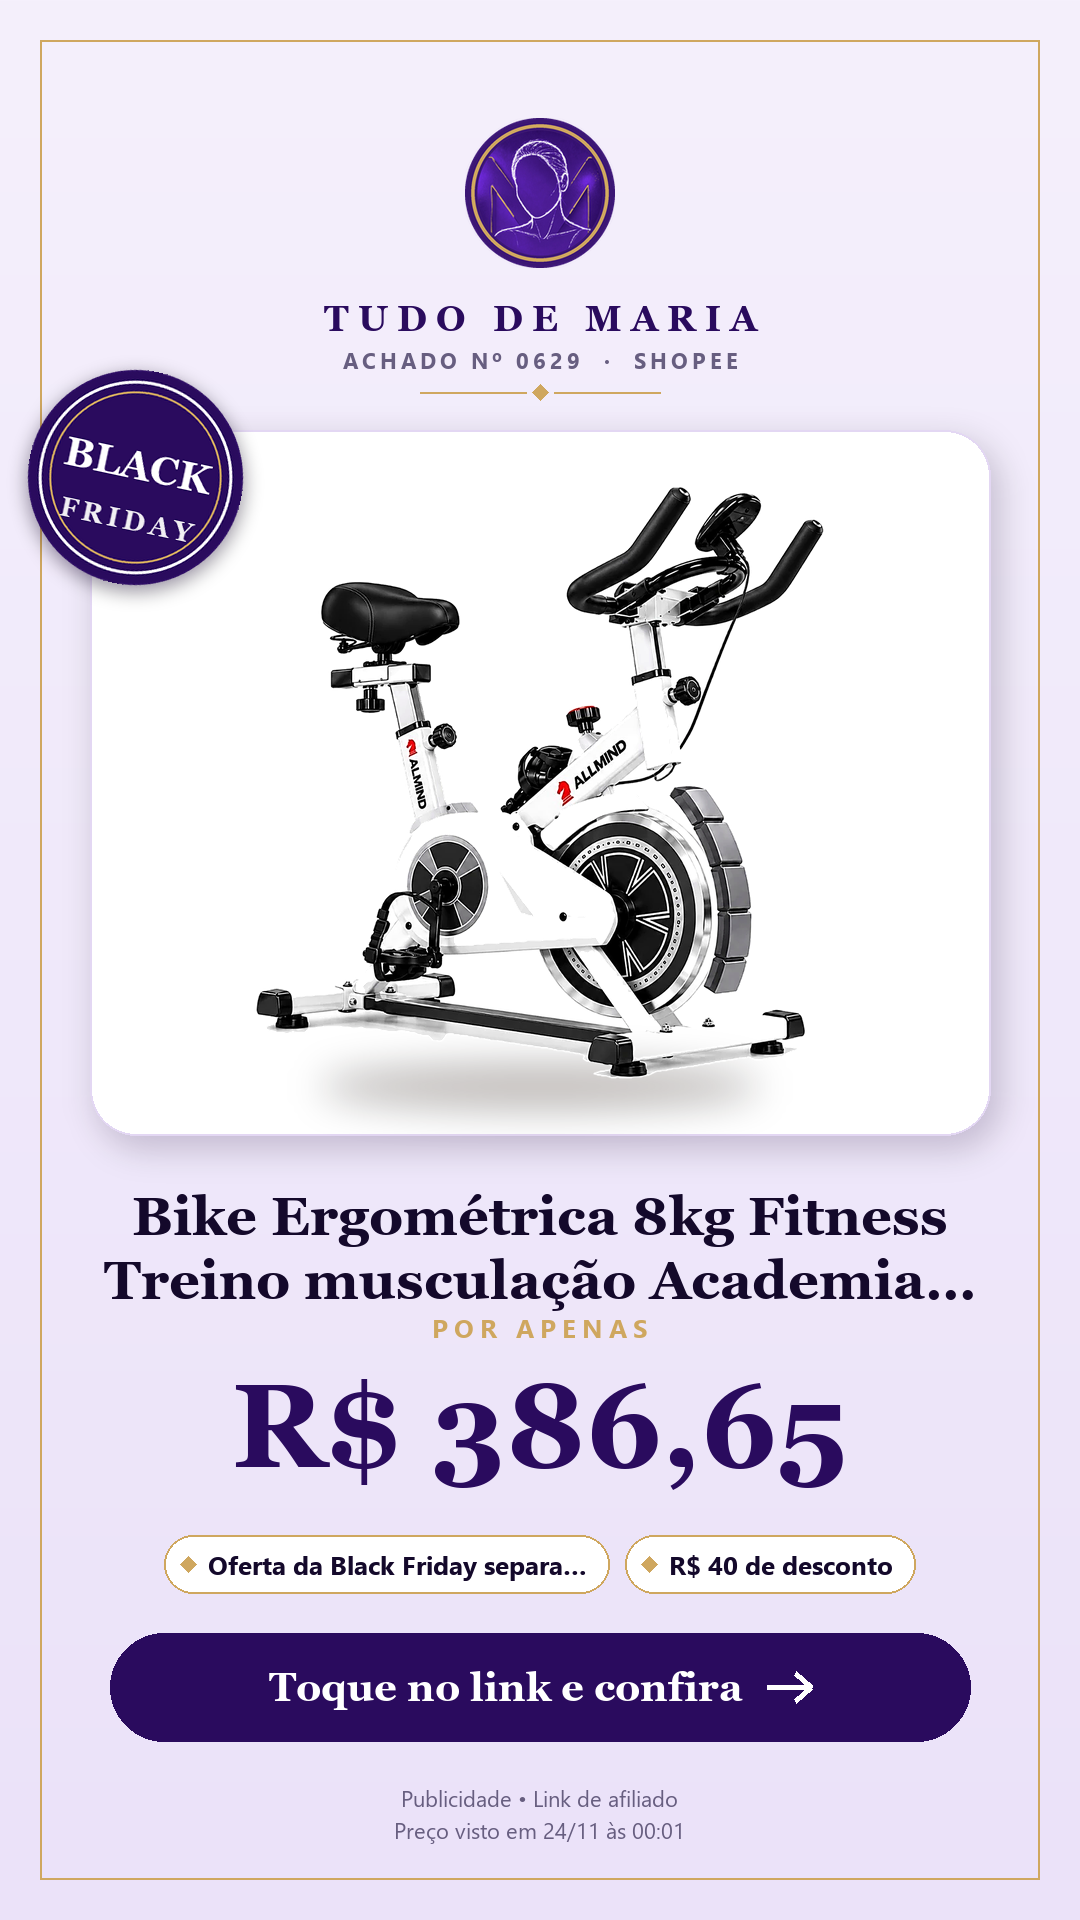 TUDO DE MARIA
ACHADO Nº 0629 · SHOPEE
BLACK
FRIDAY
ALMIND
ALLMIND
Bike Ergométrica 8kg Fitness
Treino musculação Academia...
POR APENAS
R$ 386,65
Oferta da Black Friday separa...
R$ 40 de desconto
Toque no link e confira →
Publicidade • Link de afiliado
Preço visto em 24/11 às 00:01